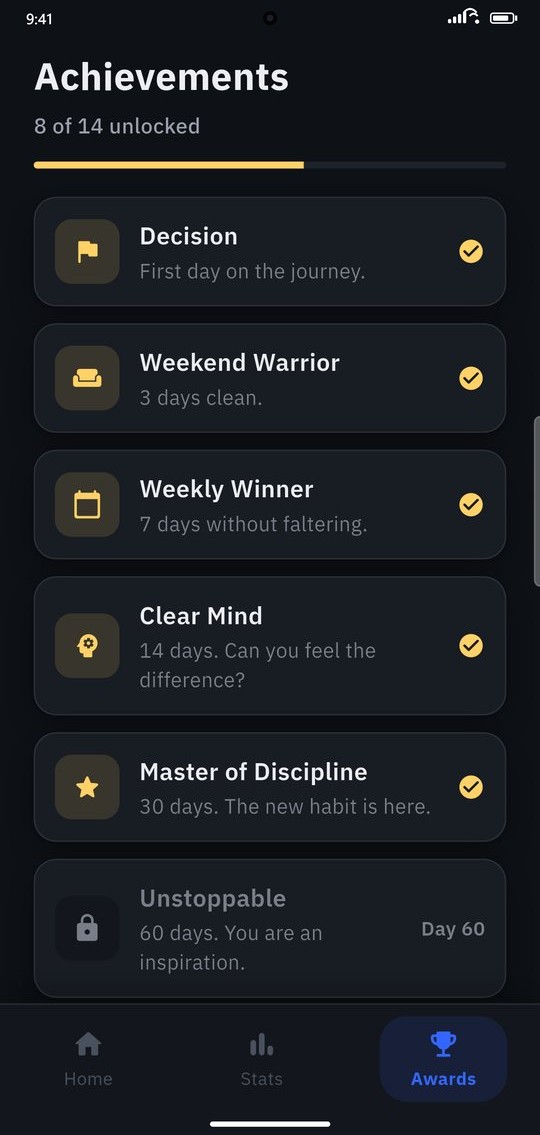 9:41
Achievements
8 of 14 unlocked
Decision
First day on the journey.
Weekend Warrior
3 days clean.
Weekly Winner
7 days without faltering.
Clear Mind
14 days. Can you feel the
difference?
Master of Discipline
30 days. The new habit is here.
Unstoppable
60 days. You are an
inspiration.
Day 60
Home
Stats
Awards